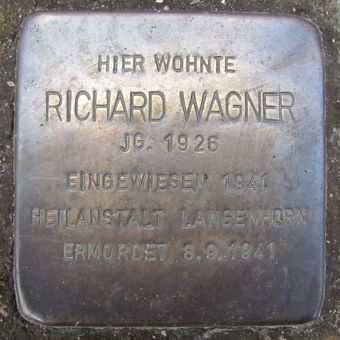 HIER WOHNTE
RICHARD WAGNER
JG. 1926
EINGEWIESEN 1941
HEILANSTALT LANGENHORN
ERMORDET 8.9.1941